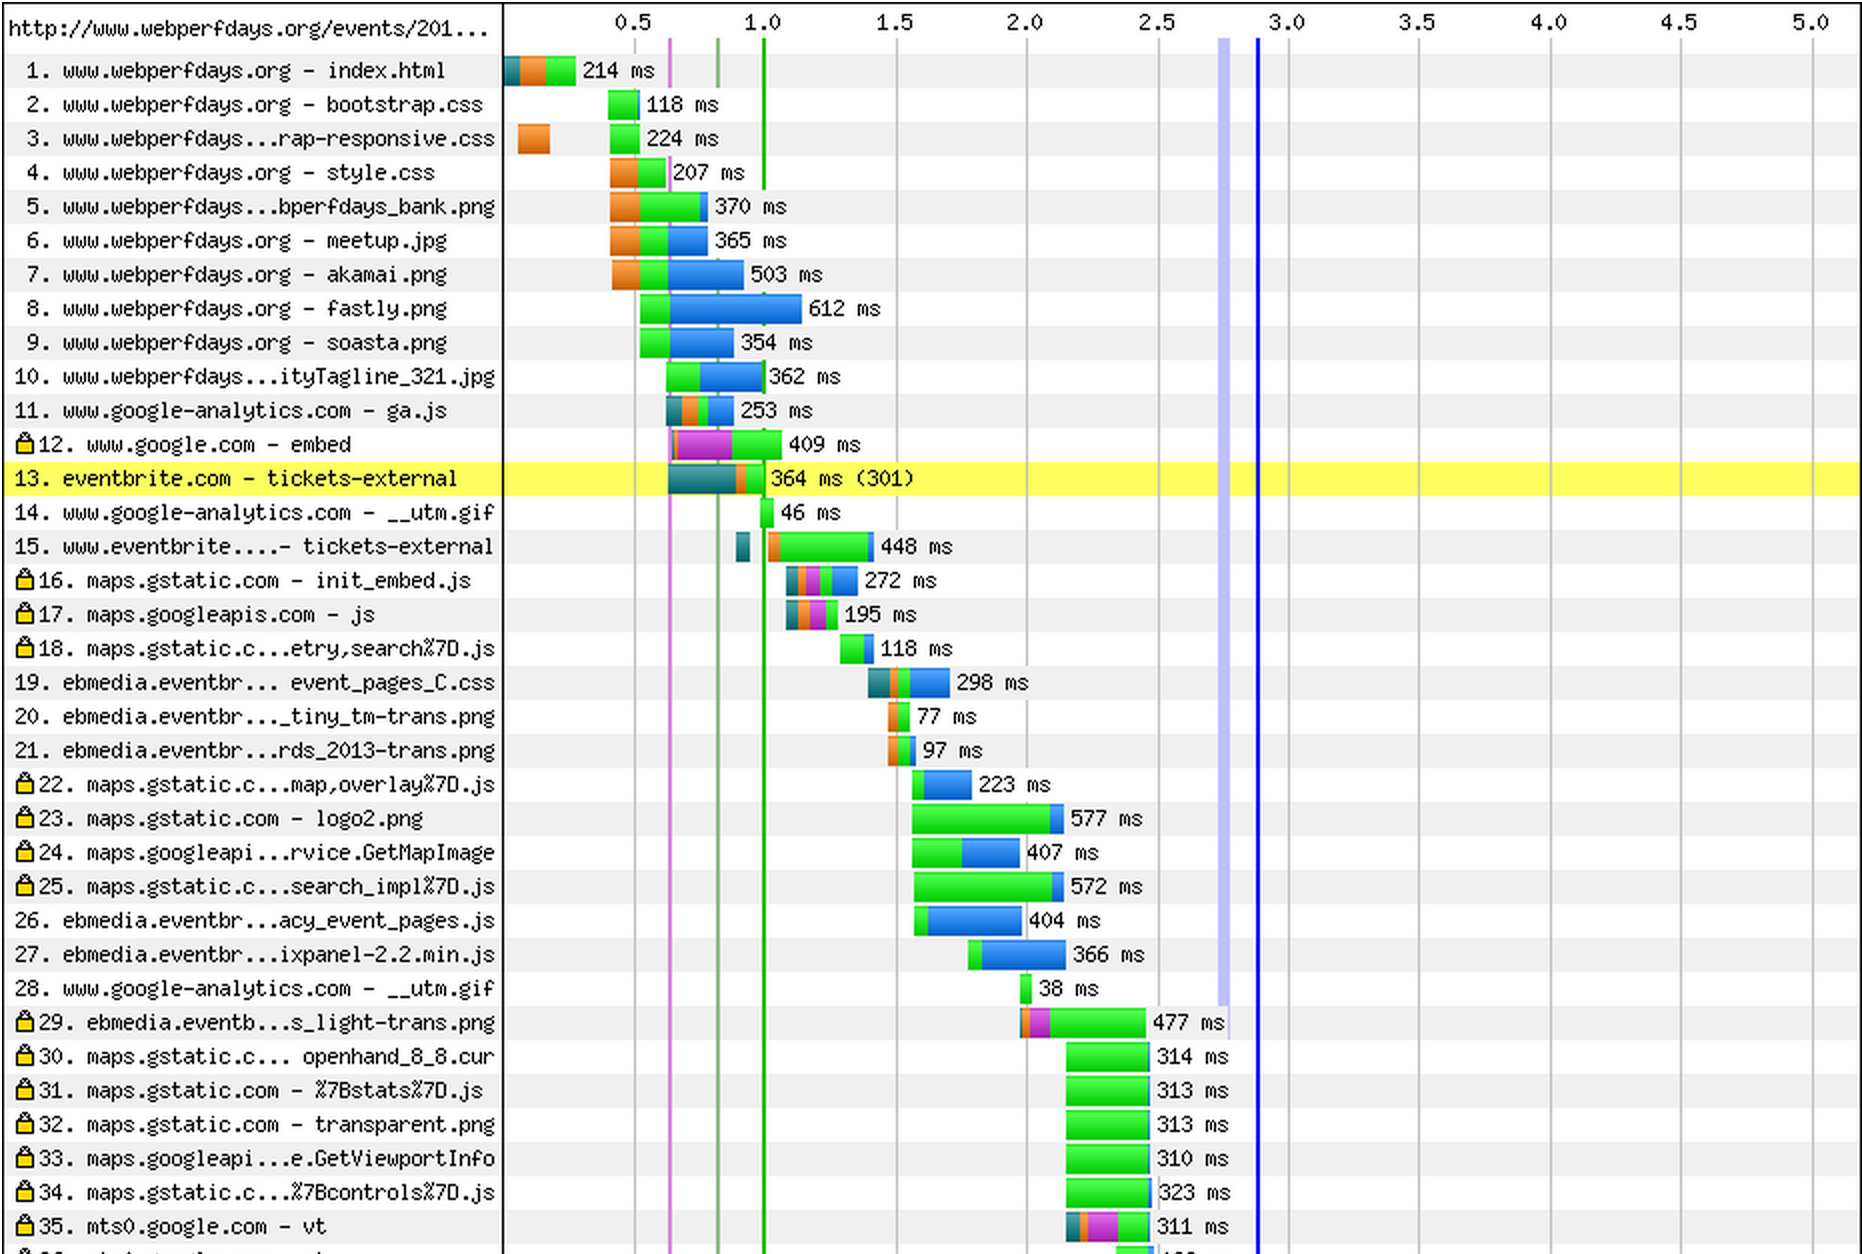 http://www.webperfdays.org/events/201...
0.5 1.0 1.5 2.0 2.5 3.0 3.5 4.0 4.5 5.0
1. www.webperfdays.org - index.html 214 ms
2. www.webperfdays.org - bootstrap.css 118 ms
3. www.webperfdays...rap-responsive.css 224 ms
4. www.webperfdays.org - style.css 207 ms
5. www.webperfdays...bperfdays_bank.png 370 ms
6. www.webperfdays.org - meetup.jpg 365 ms
7. www.webperfdays.org - akamai.png 503 ms
8. www.webperfdays.org - fastly.png 612 ms
9. www.webperfdays.org - soasta.png 354 ms
10. www.webperfdays...ityTagline_321.jpg 362 ms
11. www.google-analytics.com - ga.js 253 ms
12. www.google.com - embed 409 ms
13. eventbrite.com - tickets-external 364 ms (301)
14. www.google-analytics.com - __utm.gif 46 ms
15. www.eventbrite....- tickets-external 448 ms
16. maps.gstatic.com - init_embed.js 272 ms
17. maps.googleapis.com - js 195 ms
18. maps.gstatic.c...etry,search%7D.js 118 ms
19. ebmedia.eventbr... event_pages_C.css 298 ms
20. ebmedia.eventbr..._tiny_tm-trans.png 77 ms
21. ebmedia.eventbr...rds_2013-trans.png 97 ms
22. maps.gstatic.c...map,overlay%7D.js 223 ms
23. maps.gstatic.com - logo2.png 577 ms
24. maps.googleapi...rvice.GetMapImage 407 ms
25. maps.gstatic.c...search_impl%7D.js 572 ms
26. ebmedia.eventbr...acy_event_pages.js 404 ms
27. ebmedia.eventbr...ixpanel-2.2.min.js 366 ms
28. www.google-analytics.com - __utm.gif 38 ms
29. ebmedia.eventb...s_light-trans.png 477 ms
30. maps.gstatic.c... openhand_8_8.cur 314 ms
31. maps.gstatic.com - %7Bstats%7D.js 313 ms
32. maps.gstatic.com - transparent.png 313 ms
33. maps.googleapi...e.GetViewportInfo 310 ms
34. maps.gstatic.c...%7Bcontrols%7D.js 323 ms
35. mts0.google.com - vt 311 ms